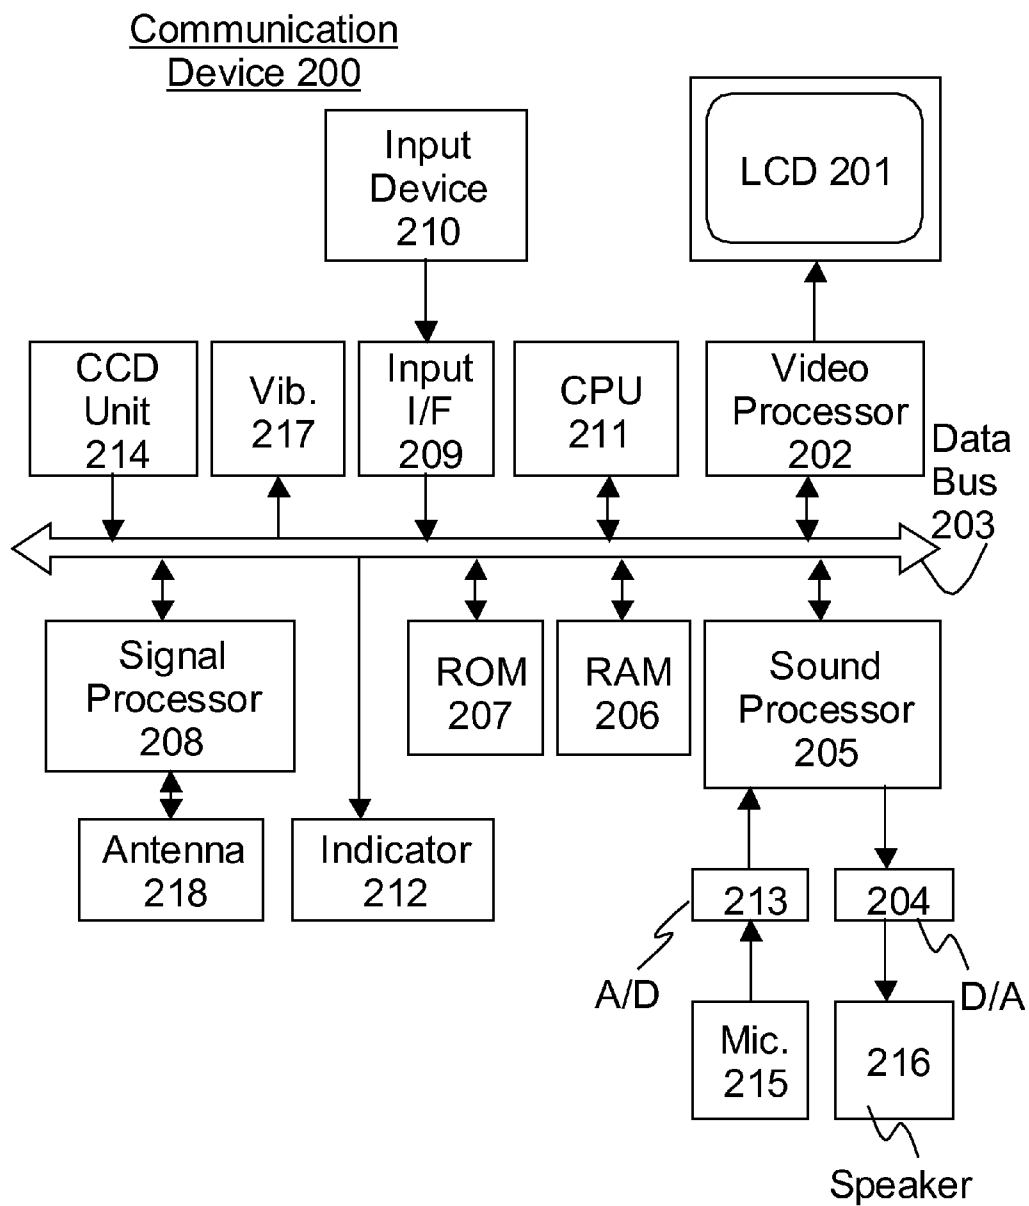 Communication
Device 200
Input
Device
210
LCD 201
CCD
Unit
214
Vib.
217
Input
I/F
209
CPU
211
Video
Processor
202
Data
Bus
203
Signal
Processor
208
ROM
207
RAM
206
Sound
Processor
205
Antenna
218
Indicator
212
213
204
A/D
D/A
Mic.
215
216
Speaker